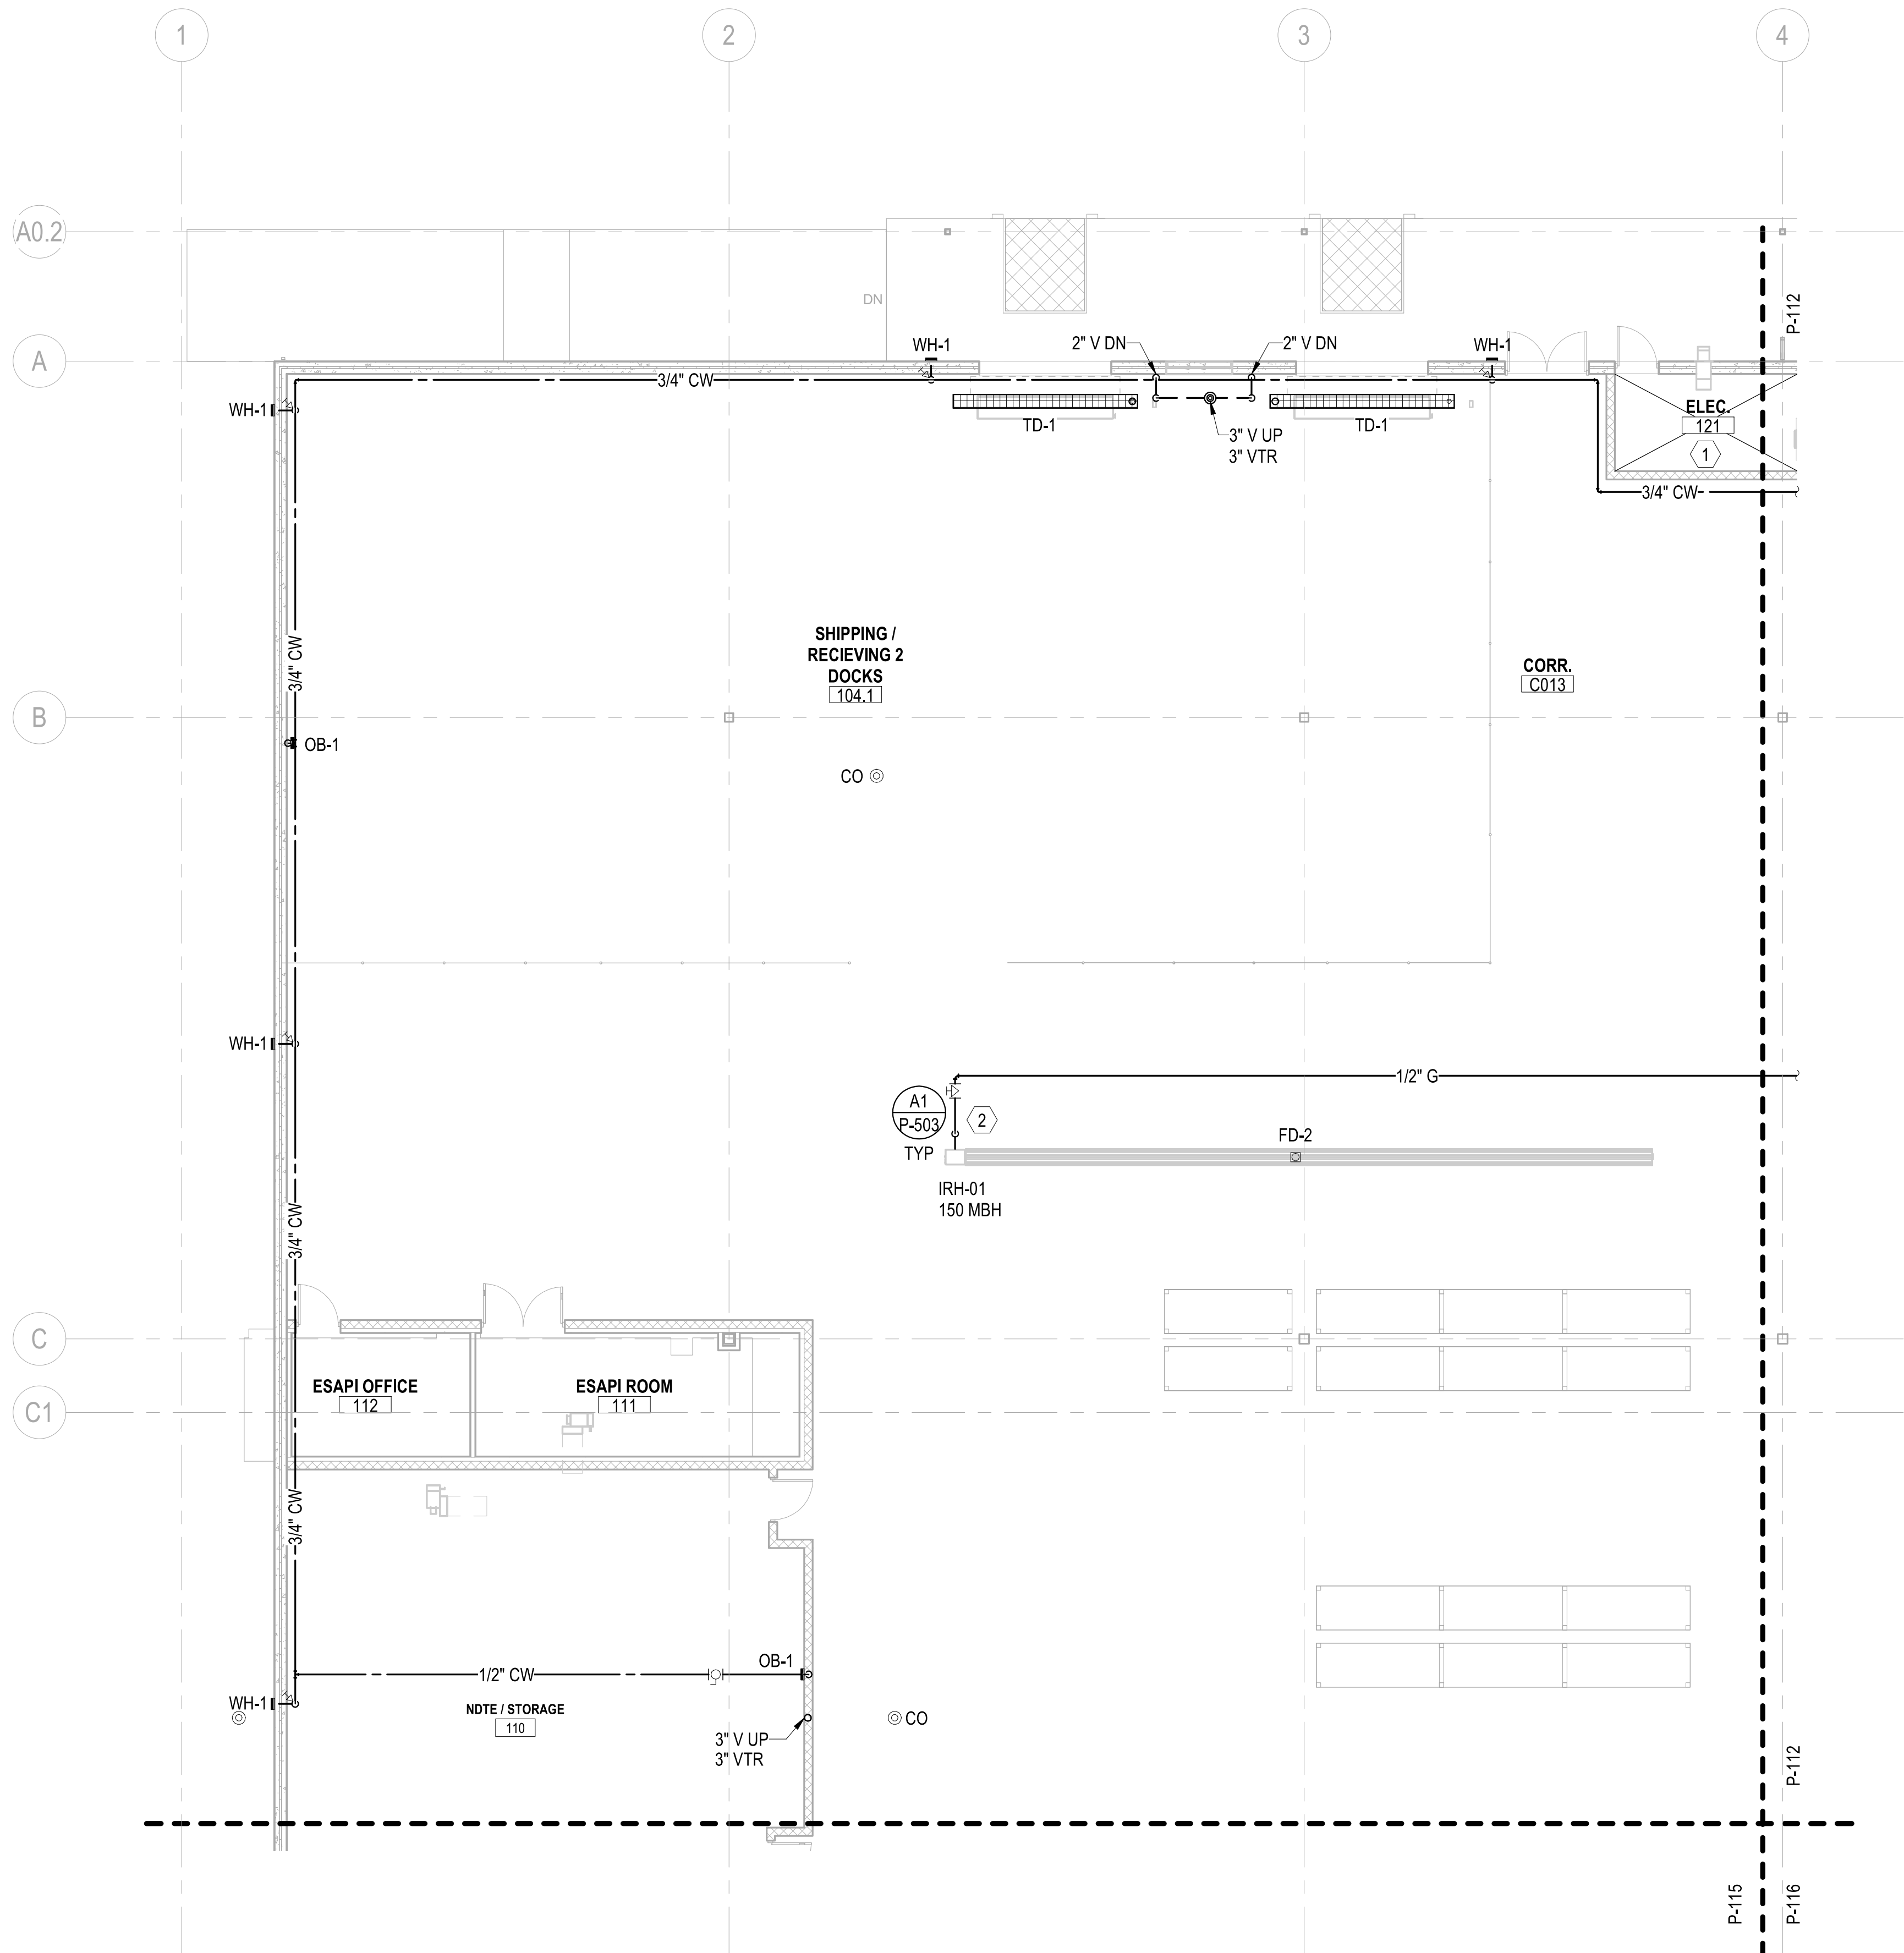 1
2
3
4
A0.2
DN
P-112
A
WH-1
2" V DN
2" V DN
WH-1
3/4" CW
WH-1
TD-1
TD-1
3" V UP
3" VTR
ELEC.
121
1
3/4" CW
3/4" CW
SHIPPING /
RECIEVING 2
DOCKS
104.1
CORR.
C013
B
OB-1
CO
WH-1
1/2" G
A1
P-503
TYP
2
FD-2
IRH-01
150 MBH
3/4" CW
C
ESAPI OFFICE
112
ESAPI ROOM
111
C1
3/4" CW
OB-1
1/2" CW
WH-1
NDTE / STORAGE
110
CO
3" V UP
3" VTR
P-112
P-115
P-116